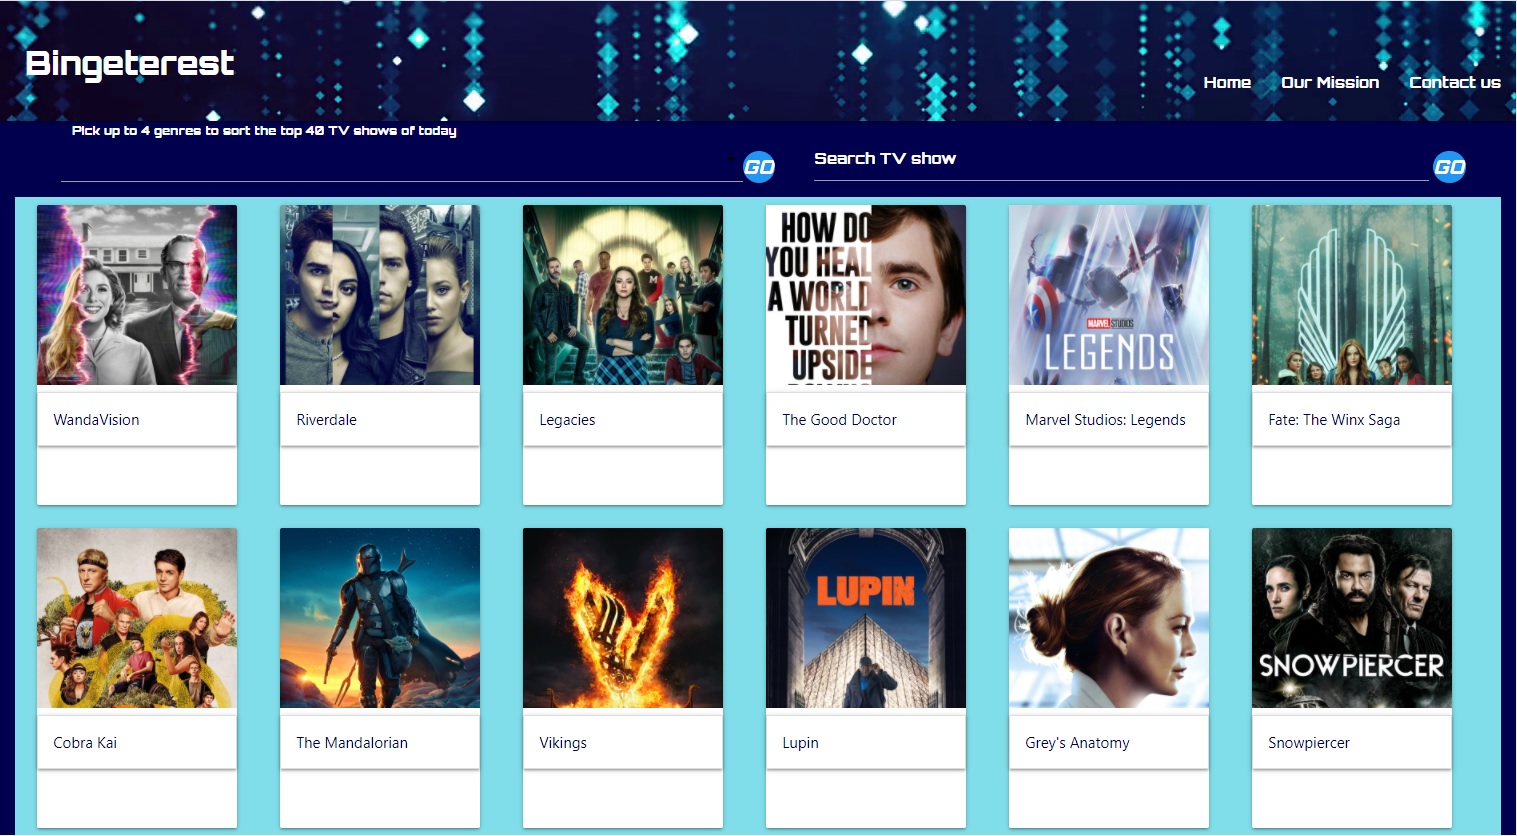 Bingeterest
Home Our Mission Contact us
Pick up to 4 genres to sort the top 40 TV shows of today
GO
Search TV show
GO
HOW DO
YOU HEAL
A WORLD
TURNED
UPSIDE
MARVEL STUDIOS
LEGENDS
WandaVision
Riverdale
Legacies
The Good Doctor
Marvel Studios: Legends
Fate: The Winx Saga
M
LUPIN
SNOWPIERCER
Cobra Kai
The Mandalorian
Vikings
Lupin
Grey's Anatomy
Snowpiercer